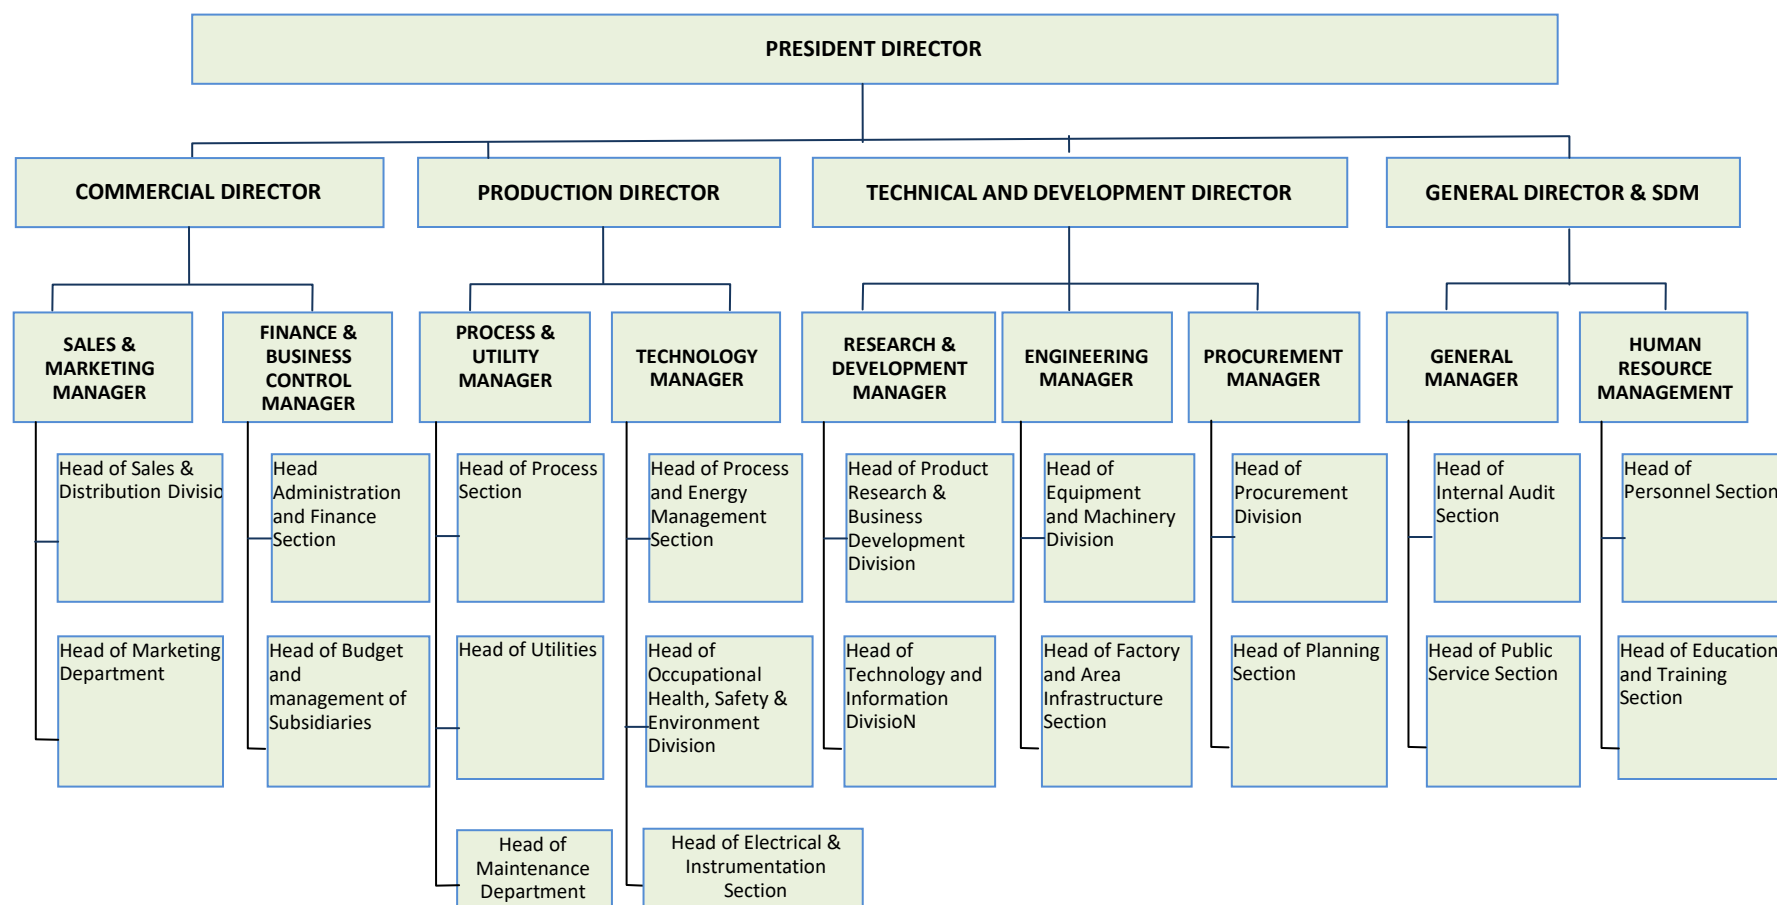 PRESIDENT DIRECTOR
COMMERCIAL DIRECTOR
PRODUCTION DIRECTOR
TECHNICAL AND DEVELOPMENT DIRECTOR
GENERAL DIRECTOR & SDM
SALES &
MARKETING
MANAGER
FINANCE &
BUSINESS
CONTROL
MANAGER
PROCESS &
UTILITY
MANAGER
TECHNOLOGY
MANAGER
RESEARCH &
DEVELOPMENT
MANAGER
ENGINEERING
MANAGER
PROCUREMENT
MANAGER
GENERAL
MANAGER
HUMAN
RESOURCE
MANAGEMENT
Head of Sales &
Distribution Divisio
Head
Administration
and Finance
Section
Head of Process
Section
Head of Process
and Energy
Management
Section
Head of Product
Research &
Business
Development
Division
Head of
Equipment
and Machinery
Division
Head of
Procurement
Division
Head of
Internal Audit
Section
Head of
Personnel Section
Head of Marketing
Department
Head of Budget
and
management of
Subsidiaries
Head of Utilities
Head of
Occupational
Health, Safety &
Environment
Division
Head of
Technology and
Information
DivisioN
Head of Factory
and Area
Infrastructure
Section
Head of Planning
Section
Head of Public
Service Section
Head of Education
and Training
Section
Head of
Maintenance
Department
Head of Electrical &
Instrumentation
Section